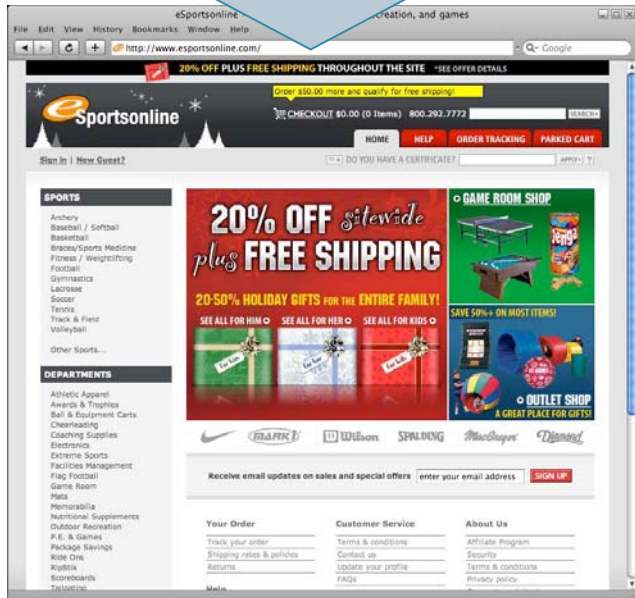 eSportsonline
creation, and games
File Edit View History Bookmarks Window Help
http://www.esportsonline.com/
Google
20% OFF PLUS FREE SHIPPING THROUGHOUT THE SITE *SEE OFFER DETAILS
Order $50.00 more and qualify for free shipping!
eSportsonline
CHECKOUT $0.00 (0 Items) 800.292.7772
SEARCH
HOME HELP ORDER TRACKING PARKED CART
Sign In | New Guest?
DO YOU HAVE A CERTIFICATE? APPLY ?
SPORTS
Archery
Baseball / Softball
Basketball
Braces/Sports Medicine
Fitness / Weightlifting
Football
Gymnastics
Lacrosse
Soccer
Tennis
Track & Field
Volleyball
Other Sports...
DEPARTMENTS
Athletic Apparel
Awards & Trophies
Ball & Equipment Carts
Cheerleading
Coaching Supplies
Electronics
Extreme Sports
Facilities Management
Flag Football
Game Room
Mats
Memorabilia
Nutritional Supplements
Outdoor Recreation
P.E. & Games
Package Savings
Ride Ons
RipStik
Scoreboards
Tailgating
20% OFF sitewide
plus FREE SHIPPING
20-50% HOLIDAY GIFTS FOR THE ENTIRE FAMILY!
SEE ALL FOR HIM SEE ALL FOR HER SEE ALL FOR KIDS
For him
For her
For kids
GAME ROOM SHOP
Jenga
SAVE 50%+ ON MOST ITEMS!
OUTLET SHOP
A GREAT PLACE FOR GIFTS!
MARK V Wilson SPALDING MacGregor Diamond
Receive email updates on sales and special offers enter your email address SIGN UP
Your Order
Track your order
Shipping rates & policies
Returns
Help
Customer Service
Terms & conditions
Contact us
Update your profile
FAQs
About Us
Affiliate Program
Security
Terms & conditions
Privacy policy